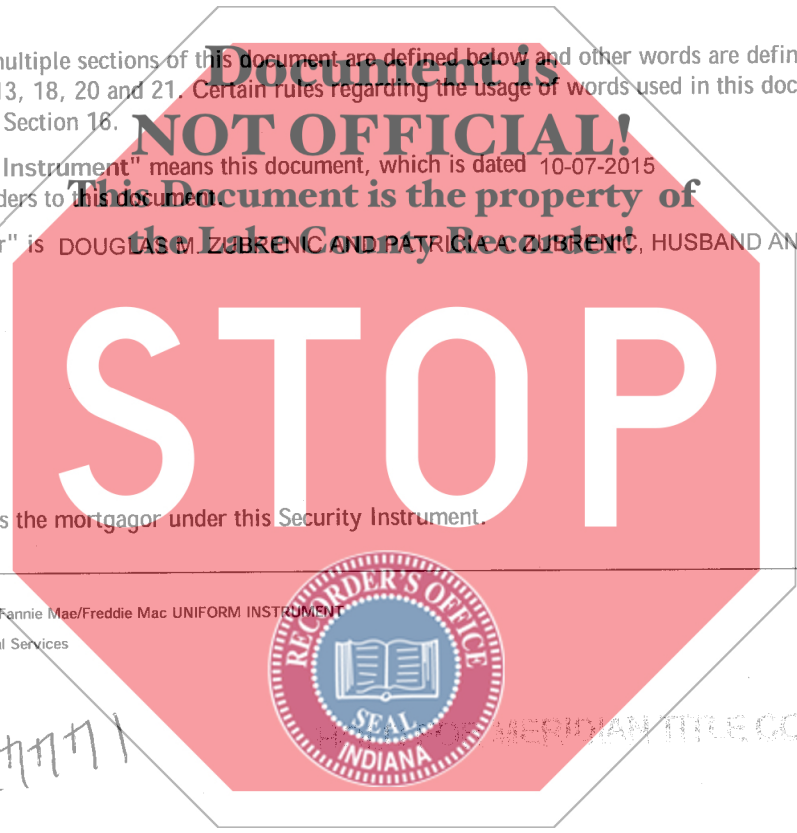 multiple sections of this document are defined below and other words are defin
13, 18, 20 and 21. Certain rules regarding the usage of words used in this doc
Section 16.
Document is
NOT OFFICIAL!
This Document is the property of
the Lake County Recorder!
Instrument" means this document, which is dated 10-07-2015
ders to this document.
r" is DOUGLAS M. ZUBRENIC AND PATRICIA A. ZUBRENIC, HUSBAND AN
STOP
s the mortgagor under this Security Instrument.
Fannie Mae/Freddie Mac UNIFORM INSTRUMENT
al Services
RECORDER'S OFFICE
SEAL
INDIANA
FOR MERIDIAN TITLE CO